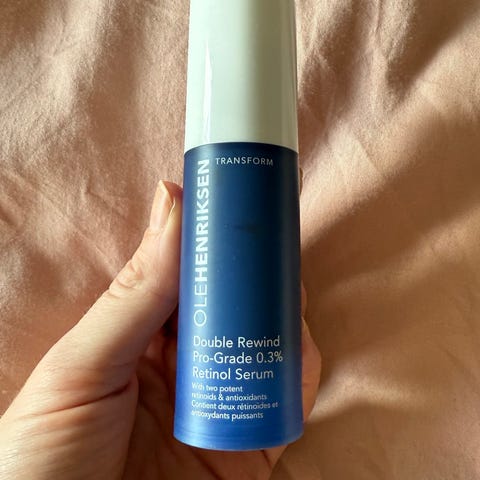 TRANSFORM
OLEHENRIKSEN
Double Rewind
Pro-Grade 0.3%
Retinol Serum
With two potent
retinoids & antioxidants
Contient deux rétinoïdes et
antioxydants puissants